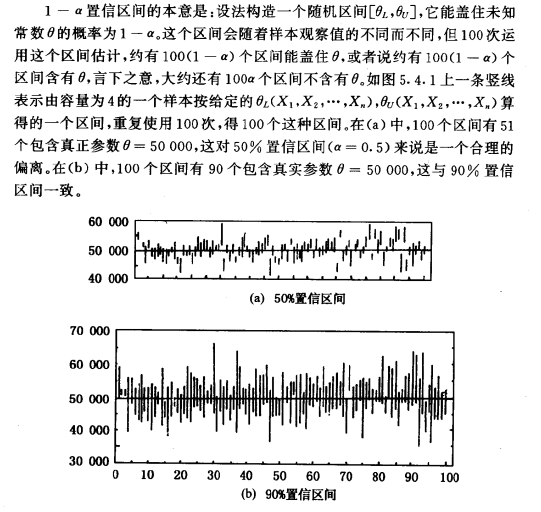 1－α置信区间的本意是：设法构造一个随机区间[θL,θU]，它能盖住未知
常数θ的概率为1－α。这个区间会随着样本观察值的不同而不同，但100次运
用这个区间估计，约有100(1－α)个区间能盖住θ，或者说约有100(1－α)个
区间含有θ，言下之意，大约还有100α个区间不含有θ。如图5.4.1上一条竖线
表示由容量为4的一个样本按给定的θL(X1,X2,…,Xn),θU(X1,X2,…,Xn)算
得的一个区间，重复使用100次，得100个这种区间。在(a)中，100个区间有51
个包含真正参数θ＝50 000，这对50%置信区间(α＝0.5)来说是一个合理的
偏离。在(b)中，100个区间有90个包含真实参数θ＝50 000，这与90%置信
区间一致。
60 000
50 000
40 000
(a) 50%置信区间
70 000
60 000
50 000
40 000
30 000
0 10 20 30 40 50 60 70 80 90 100
(b) 90%置信区间